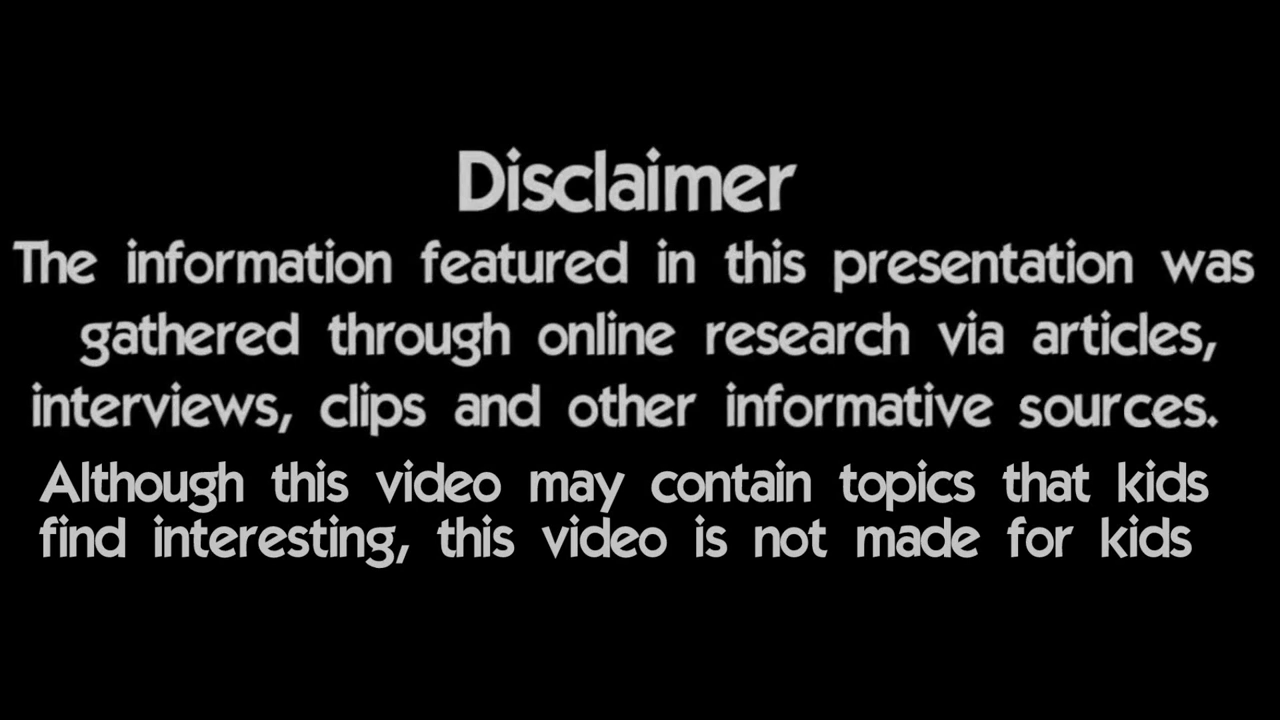 Disclaimer
The information featured in this presentation was
gathered through online research via articles,
interviews, clips and other informative sources.
Although this video may contain topics that kids
find interesting, this video is not made for kids